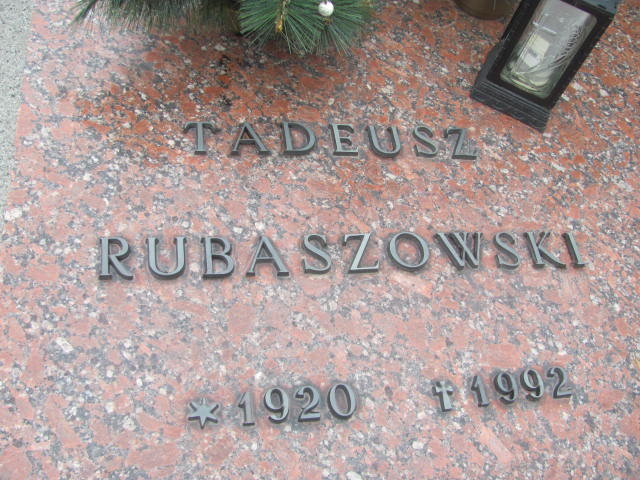 TADEUSZ
RUBASZOWSKI
* 1920 † 1992